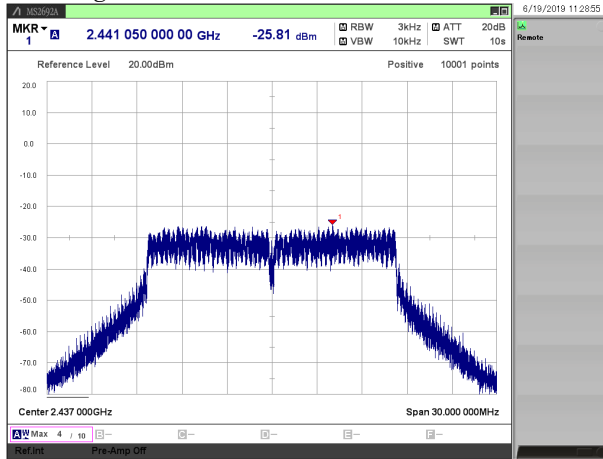 MS2692A
6/19/2019 11:28:55
MKR 1 A 2.441 050 000 00 GHz -25.81 dBm
M RBW 3kHz M ATT 20dB
M VBW 10kHz SWT 10s
Remote
Reference Level 20.00dBm Positive 10001 points
20.0
10.0
0.0
-10.0
-20.0
1
-30.0
-40.0
-50.0
-60.0
-70.0
-80.0
Center 2.437 000GHz Span 30.000 000MHz
A W Max 4 / 10 B— C— D— E— F—
Ref.Int Pre-Amp Off